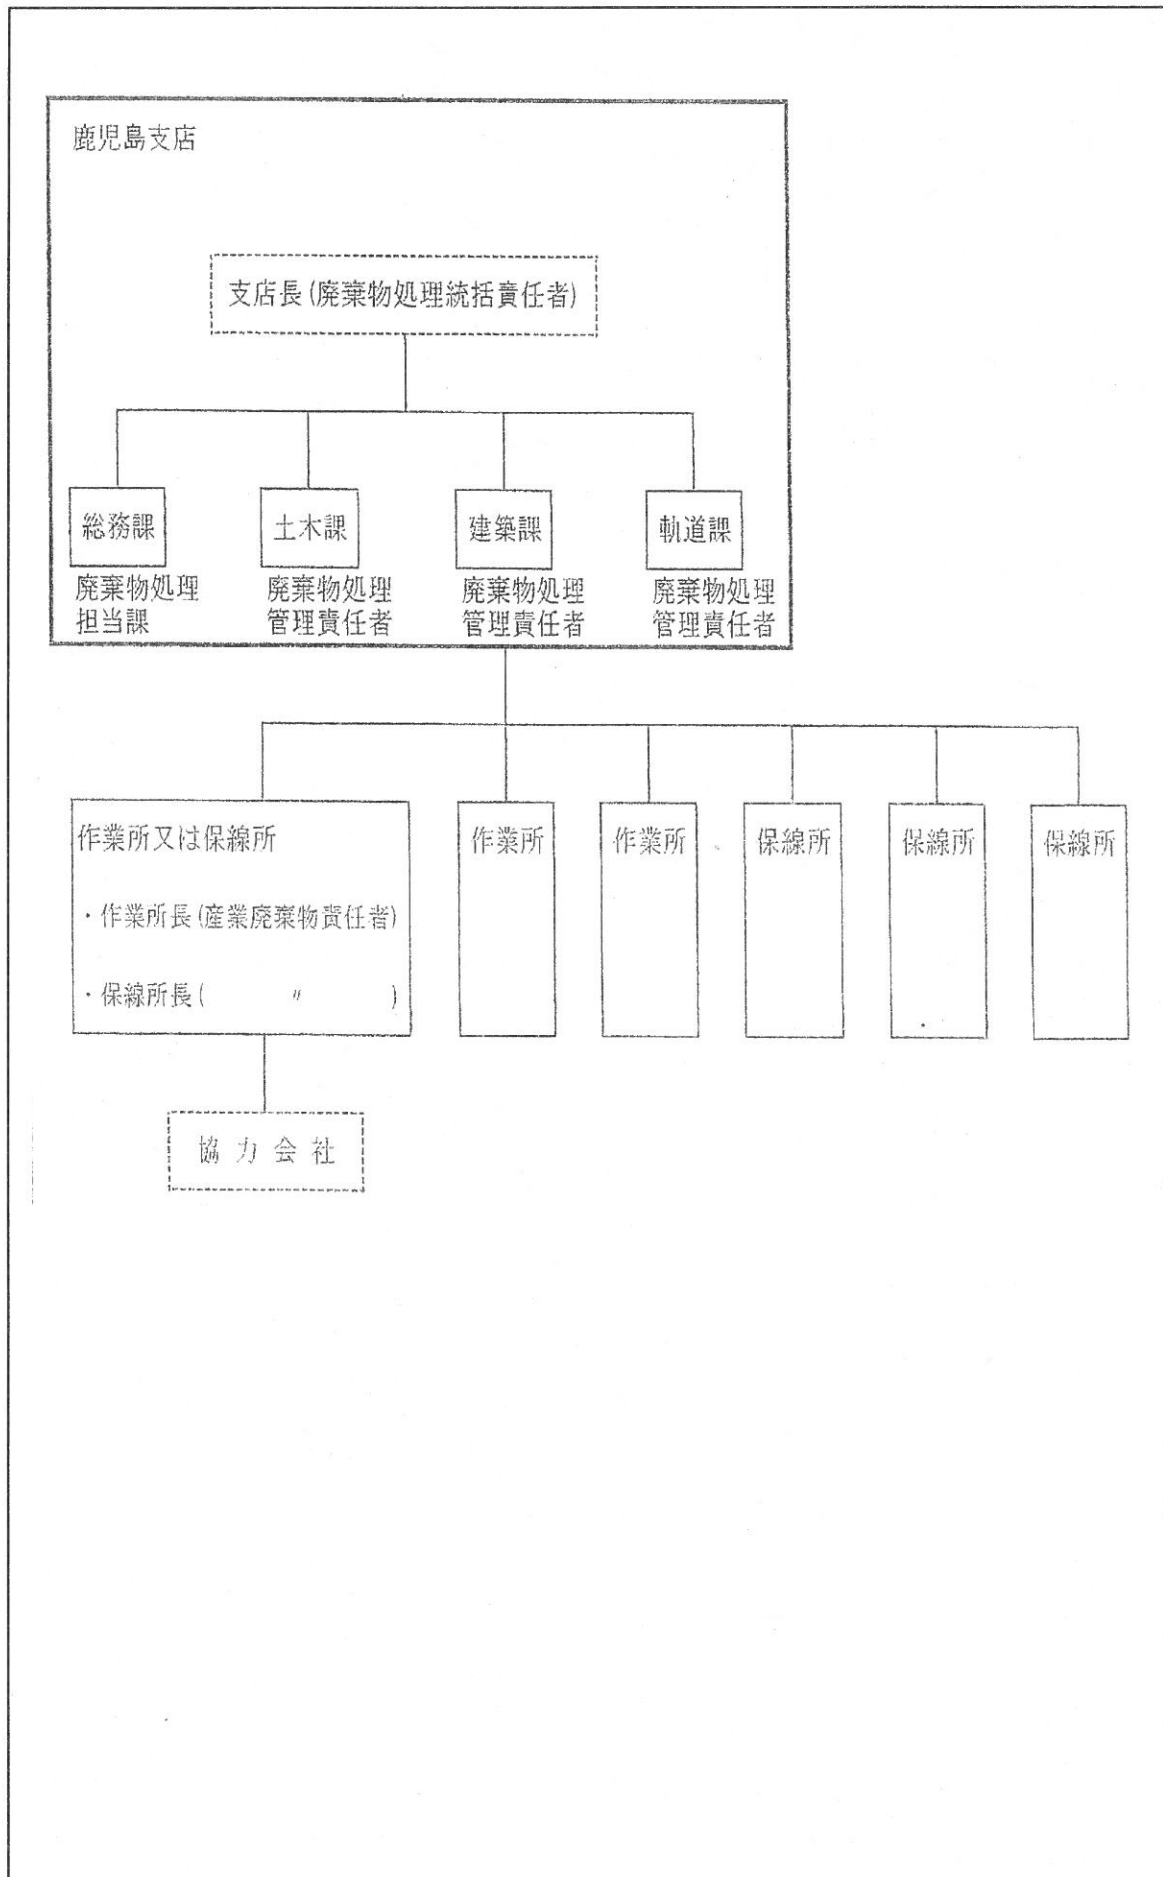 鹿児島支店
支店長(廃棄物処理統括責任者)
総務課
廃棄物処理
担当課
土木課
廃棄物処理
管理責任者
建築課
廃棄物処理
管理責任者
軌道課
廃棄物処理
管理責任者
作業所又は保線所
・作業所長(産業廃棄物責任者)
・保線所長(　　〃　　)
作業所
作業所
保線所
保線所
保線所
協力会社